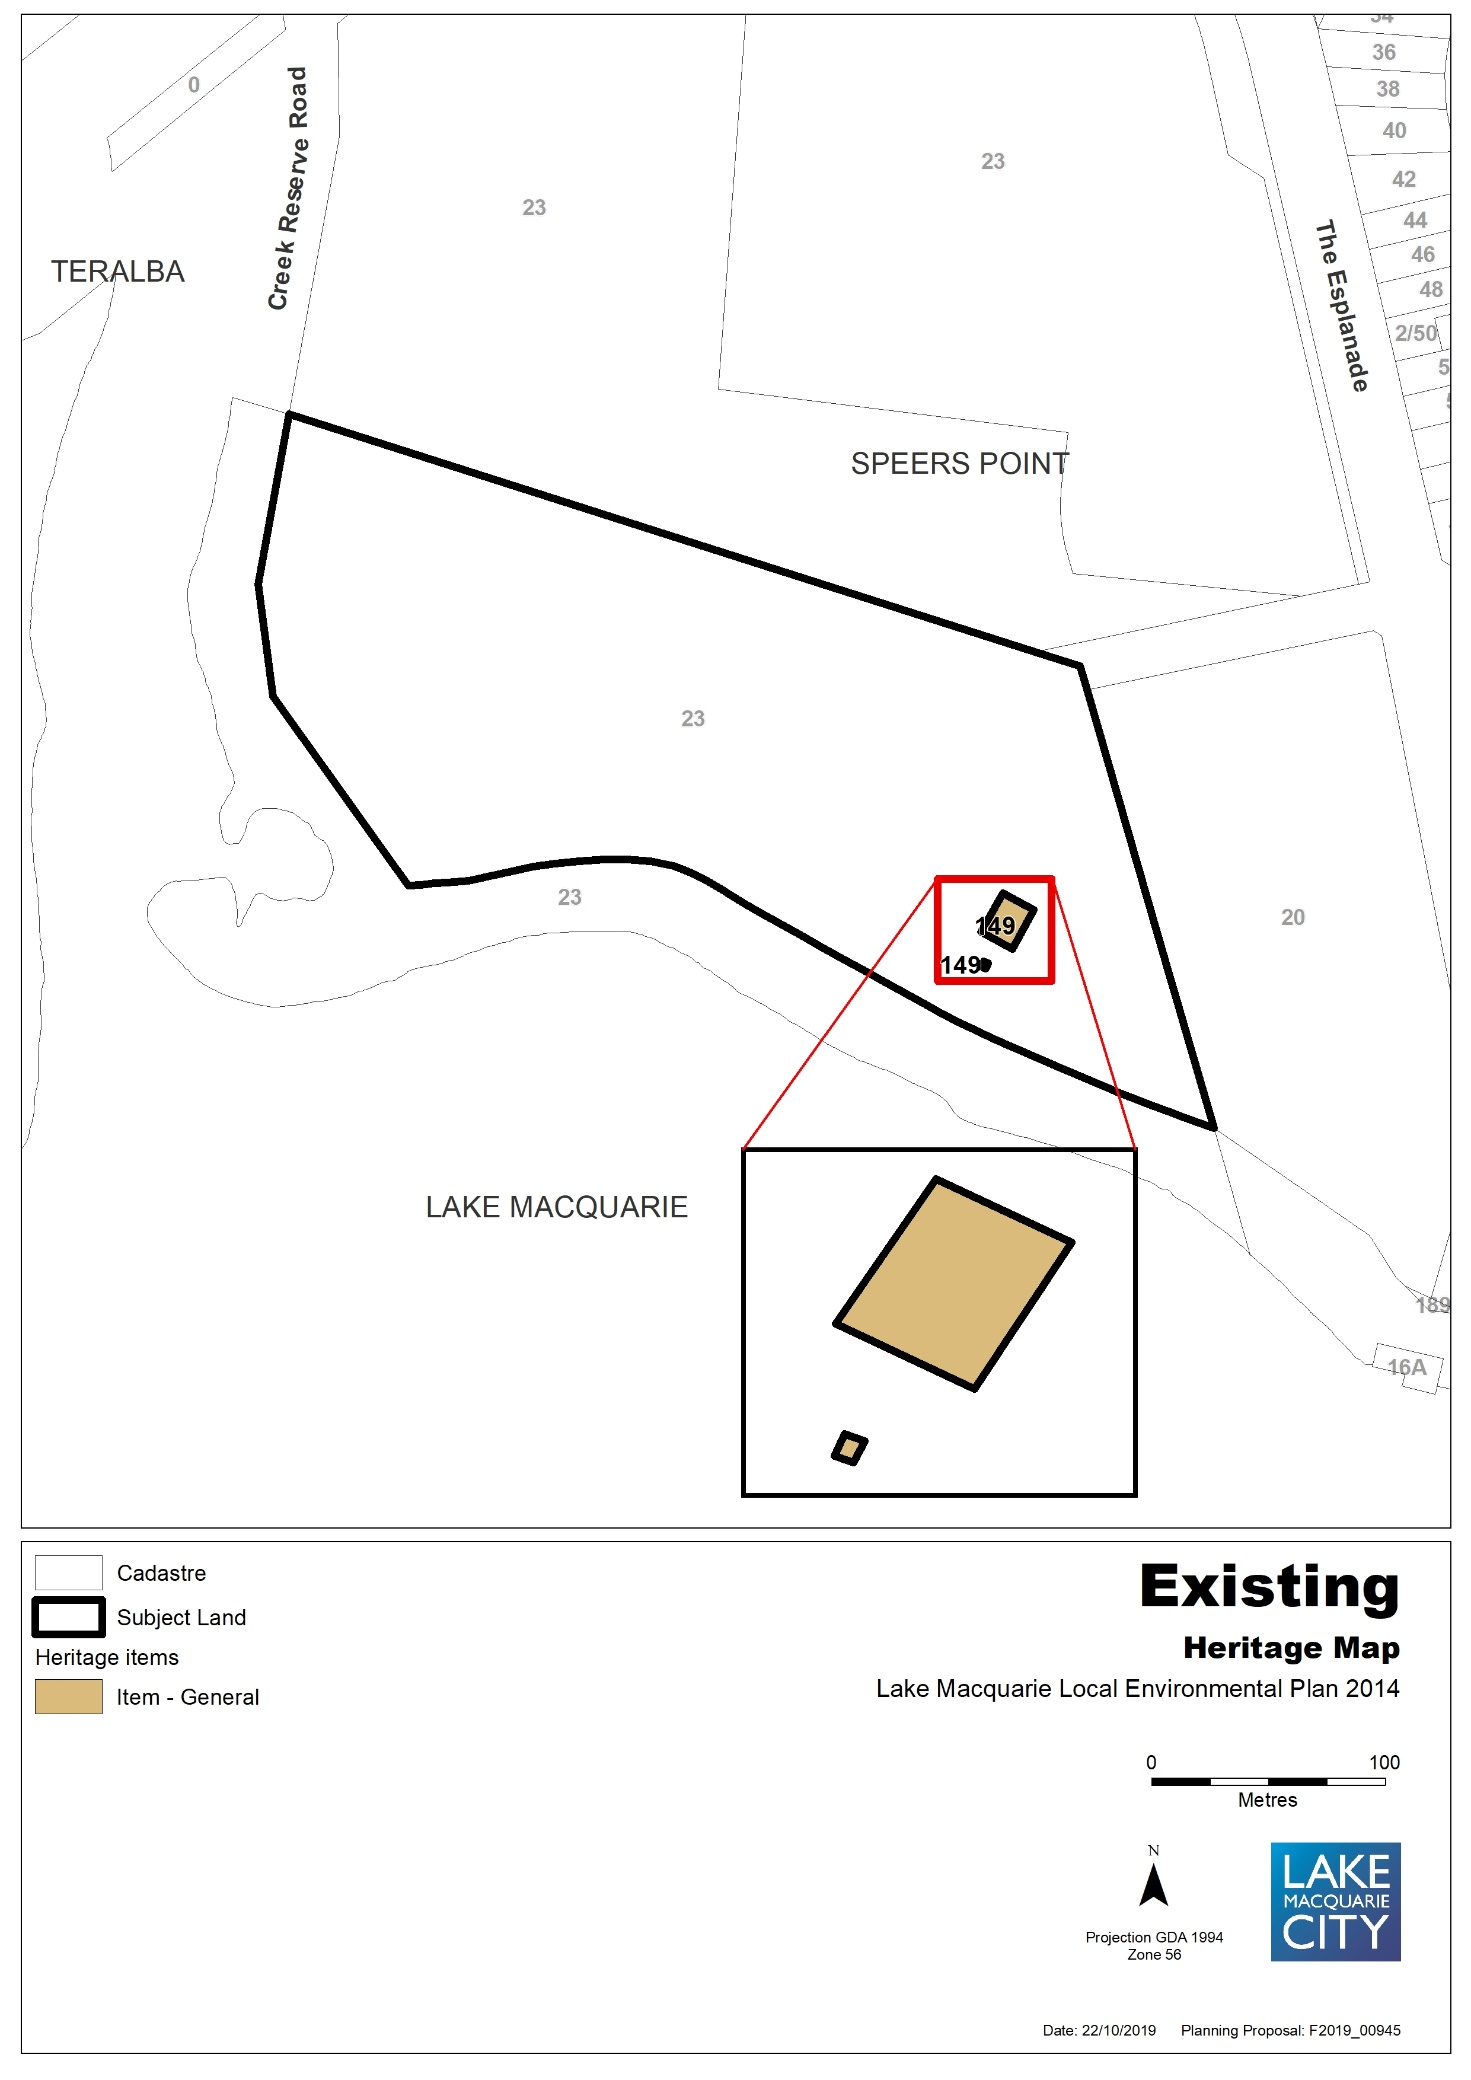 0
Creek Reserve Road
23
23
34
36
38
40
42
44
46
48
2/50
5
TERALBA
The Esplanade
SPEERS POINT
23
23
20
149
149
LAKE MACQUARIE
189
16A
Cadastre
Subject Land
Heritage items
Item - General
Existing
Heritage Map
Lake Macquarie Local Environmental Plan 2014
0 100
Metres
N
Projection GDA 1994
Zone 56
LAKE
MACQUARIE
CITY
Date: 22/10/2019 Planning Proposal: F2019_00945